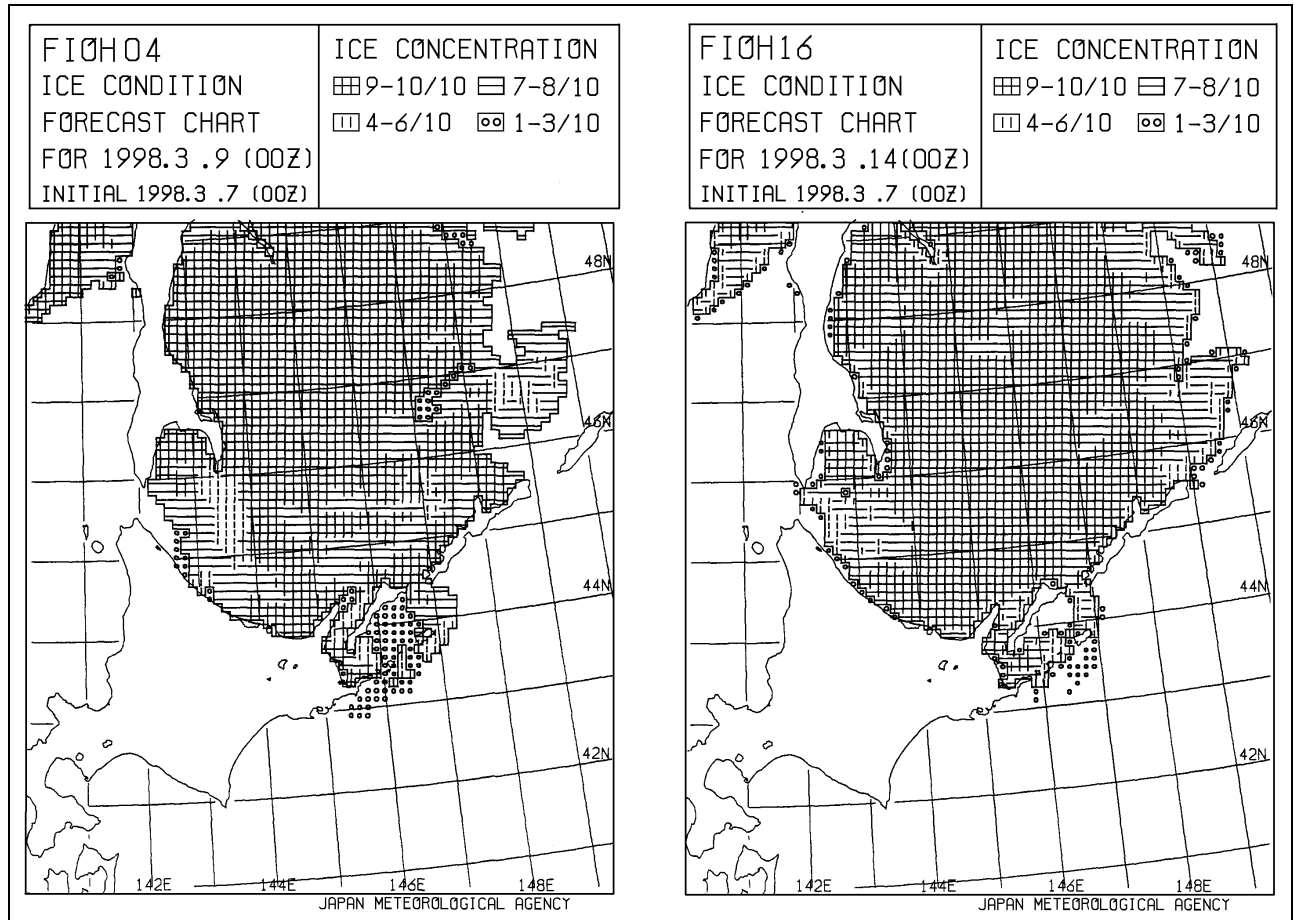 FIOH04
ICE CONDITION
FORECAST CHART
FOR 1998.3 .9 (00Z)
INITIAL 1998.3 .7 (00Z)
ICE CONCENTRATION
9-10/10 7-8/10
4-6/10 1-3/10
48N
46N
44N
42N
142E 144E 146E 148E
JAPAN METEOROLOGICAL AGENCY
FIOH16
ICE CONDITION
FORECAST CHART
FOR 1998.3 .14(00Z)
INITIAL 1998.3 .7 (00Z)
ICE CONCENTRATION
9-10/10 7-8/10
4-6/10 1-3/10
48N
46N
44N
42N
142E 144E 146E 148E
JAPAN METEOROLOGICAL AGENCY